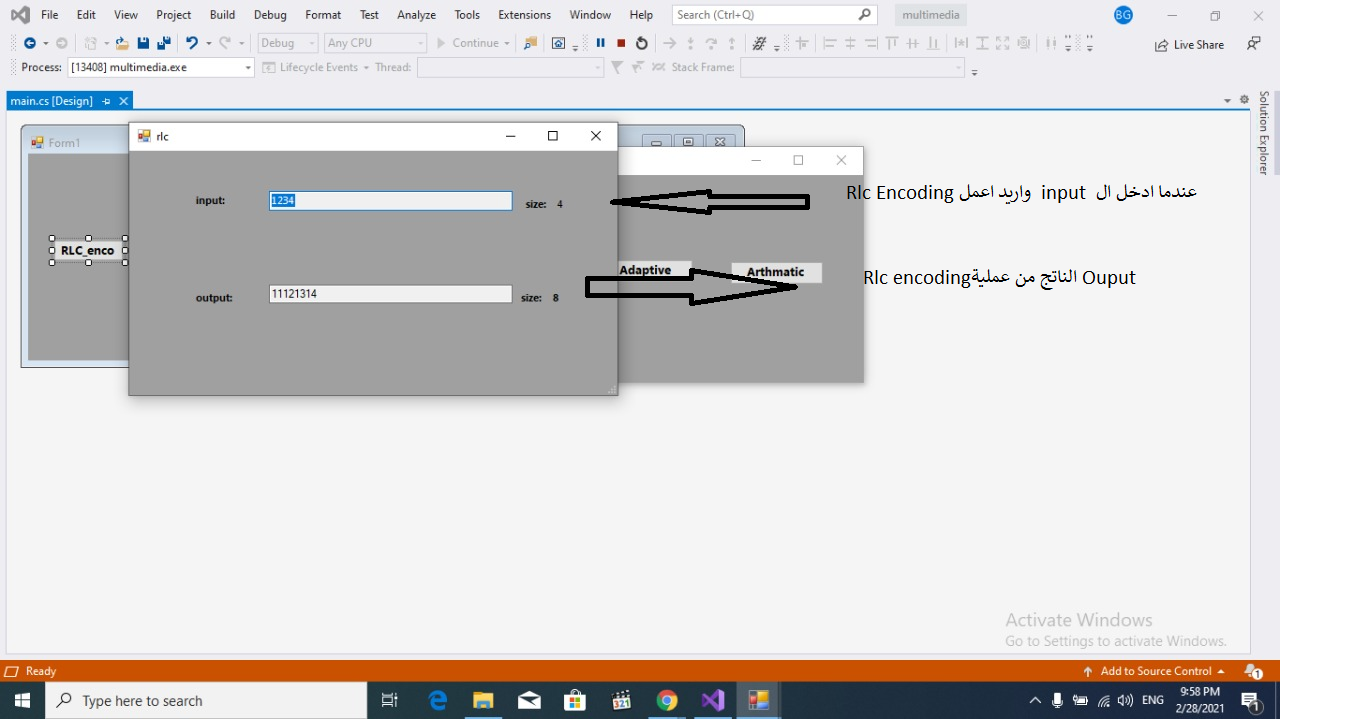 File Edit View Project Build Debug Format Test Analyze Tools Extensions Window Help Search (Ctrl+Q) multimedia BG
Debug Any CPU Continue Live Share
Process: [13408] multimedia.exe Lifecycle Events Thread: Stack Frame:
main.cs [Design]
Solution Explorer
Form1
rlc
input: 1234 size: 4
عندما ادخل ال input واريد اعمل Rlc Encoding
RLC_enco
Adaptive Arthmatic
Ouput الناتج من عمليةRlc encoding
output: 11121314 size: 8
Activate Windows
Go to Settings to activate Windows.
Ready Add to Source Control 1
Type here to search 321 ENG 9:58 PM
2/28/2021 1